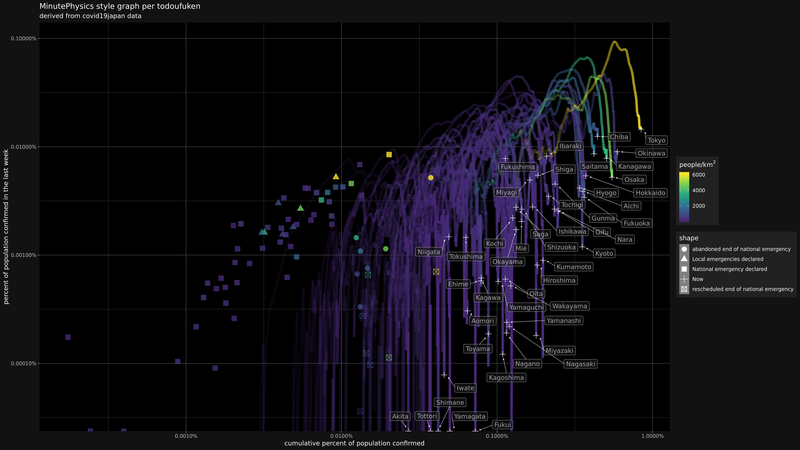 MinutePhysics style graph per todoufuken
derived from covid19japan data
percent of population confirmed in the last week
0.10000%
0.01000%
0.00100%
0.00010%
0.0010%
0.0100%
0.1000%
1.0000%
cumulative percent of population confirmed
Chiba
Tokyo
Ibaraki
Okinawa
Fukushima
Shiga
Saitama
Kanagawa
Osaka
Miyagi
Hyogo
Hokkaido
Tochigi
Aichi
Gunma
Fukuoka
Saga
Ishikawa
Gifu
Nara
Kochi
Mie
Shizuoka
Niigata
Tokushima
Okayama
Kyoto
Kumamoto
Ehime
Hiroshima
Kagawa
Oita
Yamaguchi
Wakayama
Aomori
Yamanashi
Toyama
Miyazaki
Nagano
Nagasaki
Kagoshima
Iwate
Shimane
Akita
Tottori
Yamagata
Fukui
people/km²
6000
4000
2000
shape
abandoned end of national emergency
Local emergencies declared
National emergency declared
Now
rescheduled end of national emergency